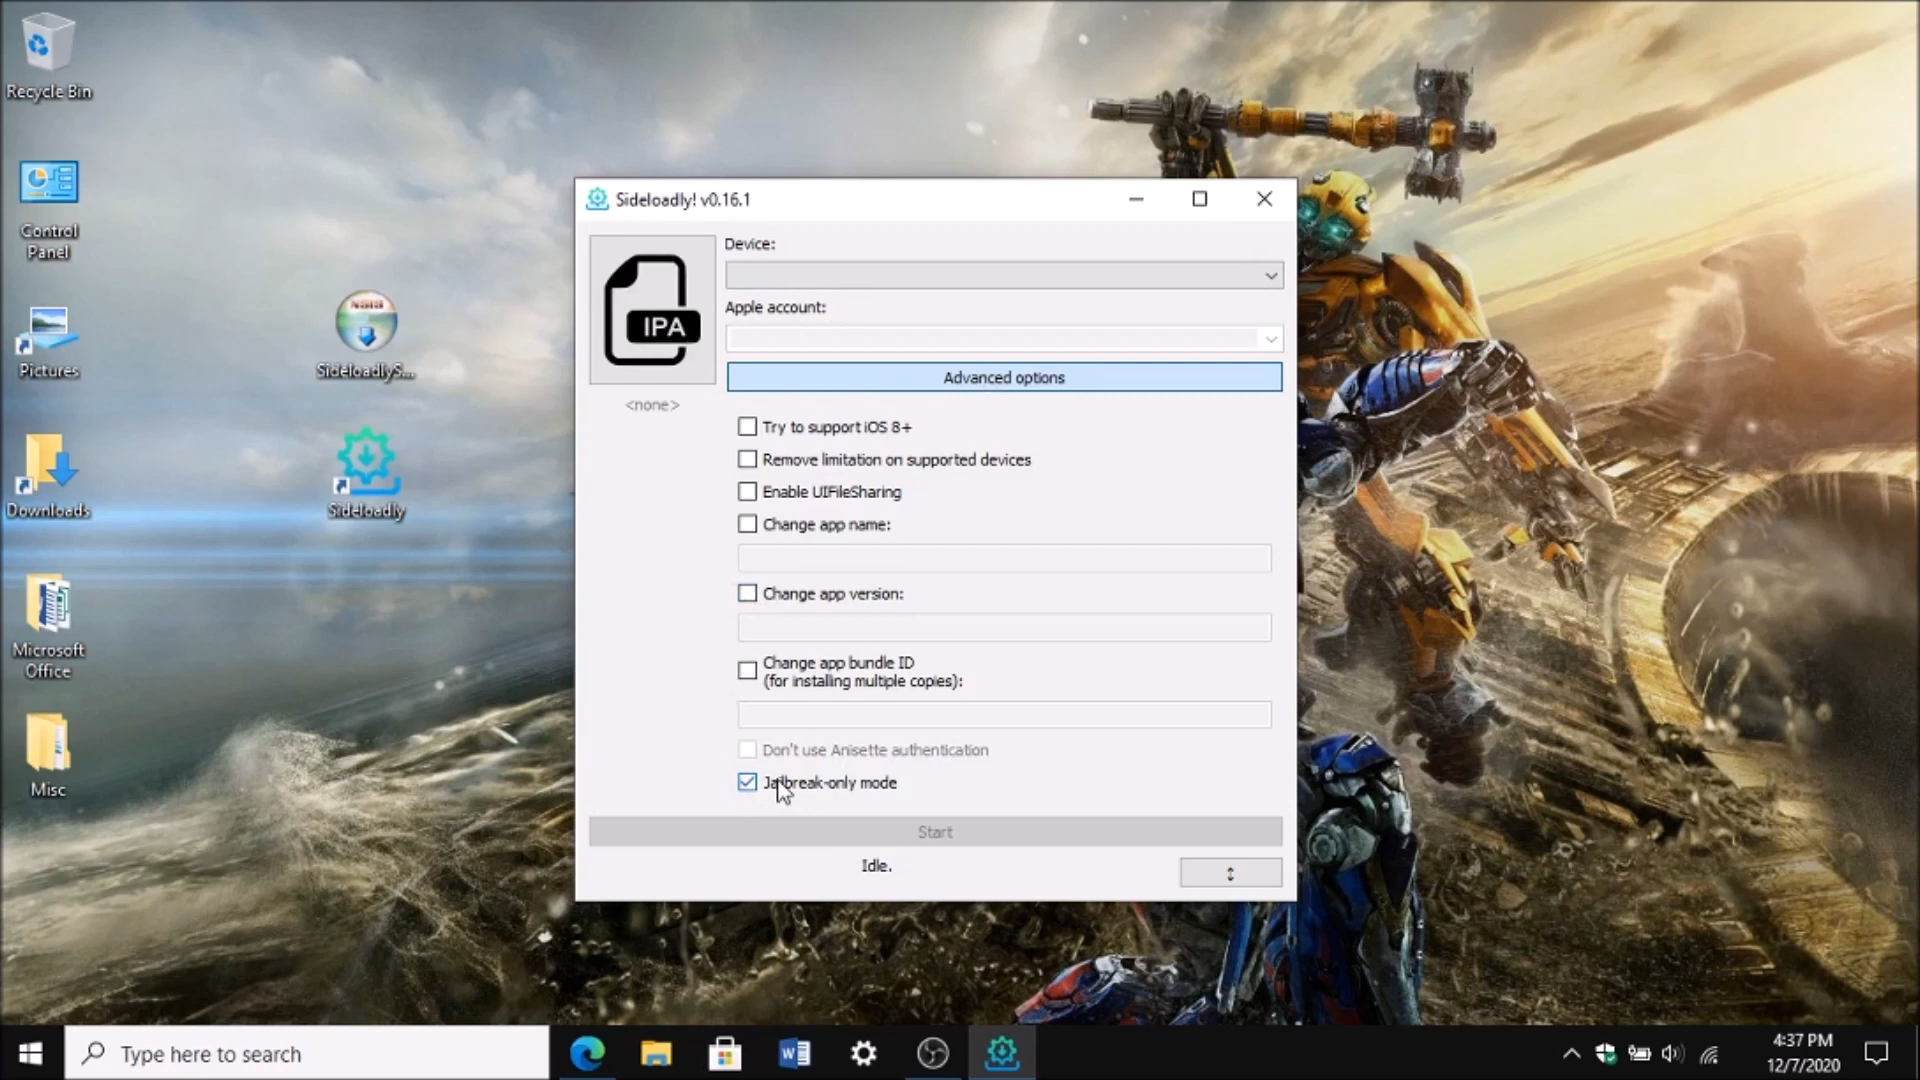 Recycle Bin
Control
Panel
Pictures
Downloads
Microsoft
Office
Misc
NSIS
SideloadlyS...
Sideloadly
Sideloadly! v0.16.1
IPA
<none>
Device:
Apple account:
Advanced options
Try to support iOS 8+
Remove limitation on supported devices
Enable UIFileSharing
Change app name:
Change app version:
Change app bundle ID
(for installing multiple copies):
Don't use Anisette authentication
Jailbreak-only mode
Start
Idle.
Type here to search
W
4:37 PM
12/7/2020